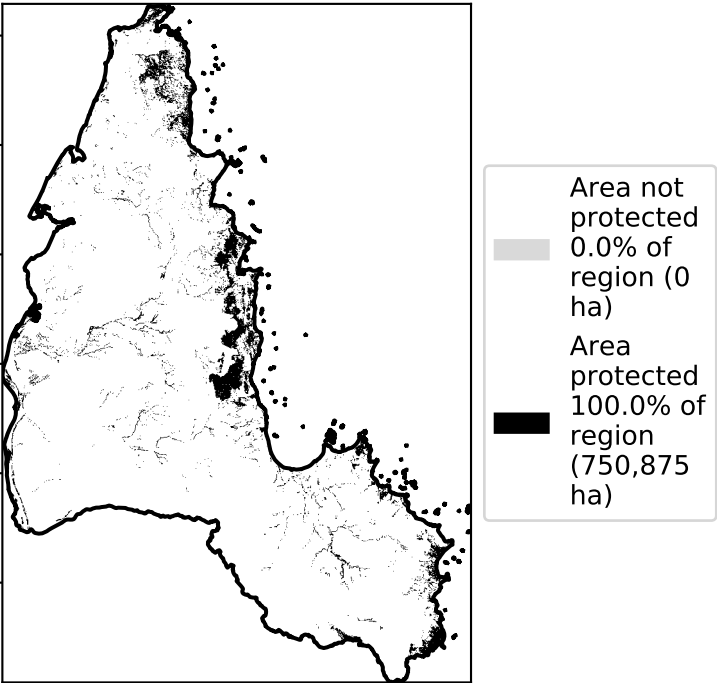 Area not
protected
0.0% of
region (0
ha)
Area
protected
100.0% of
region
(750,875
ha)